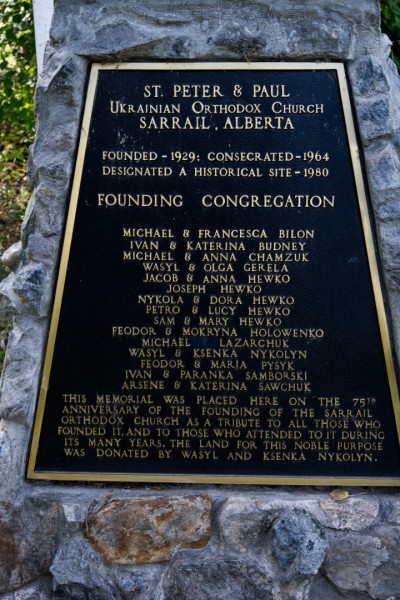 ST. PETER & PAUL
UKRAINIAN ORTHODOX CHURCH
SARRAIL, ALBERTA
FOUNDED - 1929; CONSECRATED - 1964
DESIGNATED A HISTORICAL SITE - 1980
FOUNDING CONGREGATION
MICHAEL & FRANCESCA BILON
IVAN & KATERINA BUDNEY
MICHAEL & ANNA CHAMZUK
WASYL & OLGA GERELA
JACOB & ANNA HEWKO
JOSEPH HEWKO
NYKOLA & DORA HEWKO
PETRO & LUCY HEWKO
SAM & MARY HEWKO
FEODOR & MOKRYNA HOLOWENKO
MICHAEL LAZARCHUK
WASYL & KSENKA NYKOLYN
FEODOR & MARIA PYSYK
IVAN & PARANKA SAMBORSKI
ARSENE & KATERINA SAWCHUK
THIS MEMORIAL WAS PLACED HERE ON THE 75TH
ANNIVERSARY OF THE FOUNDING OF THE SARRAIL
ORTHODOX CHURCH AS A TRIBUTE TO ALL THOSE WHO
FOUNDED IT, AND TO THOSE WHO ATTENDED TO IT DURING
ITS MANY YEARS. THE LAND FOR THIS NOBLE PURPOSE
WAS DONATED BY WASYL AND KSENKA NYKOLYN.